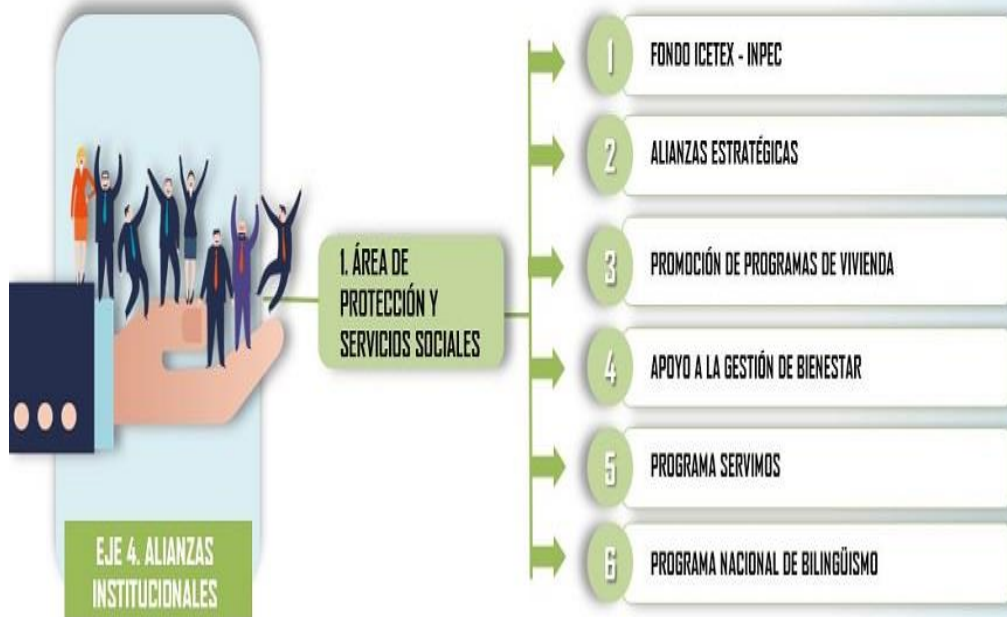 EJE 4. ALIANZAS
INSTITUCIONALES
1. ÁREA DE
PROTECCIÓN Y
SERVICIOS SOCIALES
1 FONDO ICETEX - INPEC
2 ALIANZAS ESTRATÉGICAS
3 PROMOCIÓN DE PROGRAMAS DE VIVIENDA
4 APOYO A LA GESTIÓN DE BIENESTAR
5 PROGRAMA SERVIMOS
6 PROGRAMA NACIONAL DE BILINGÜISMO